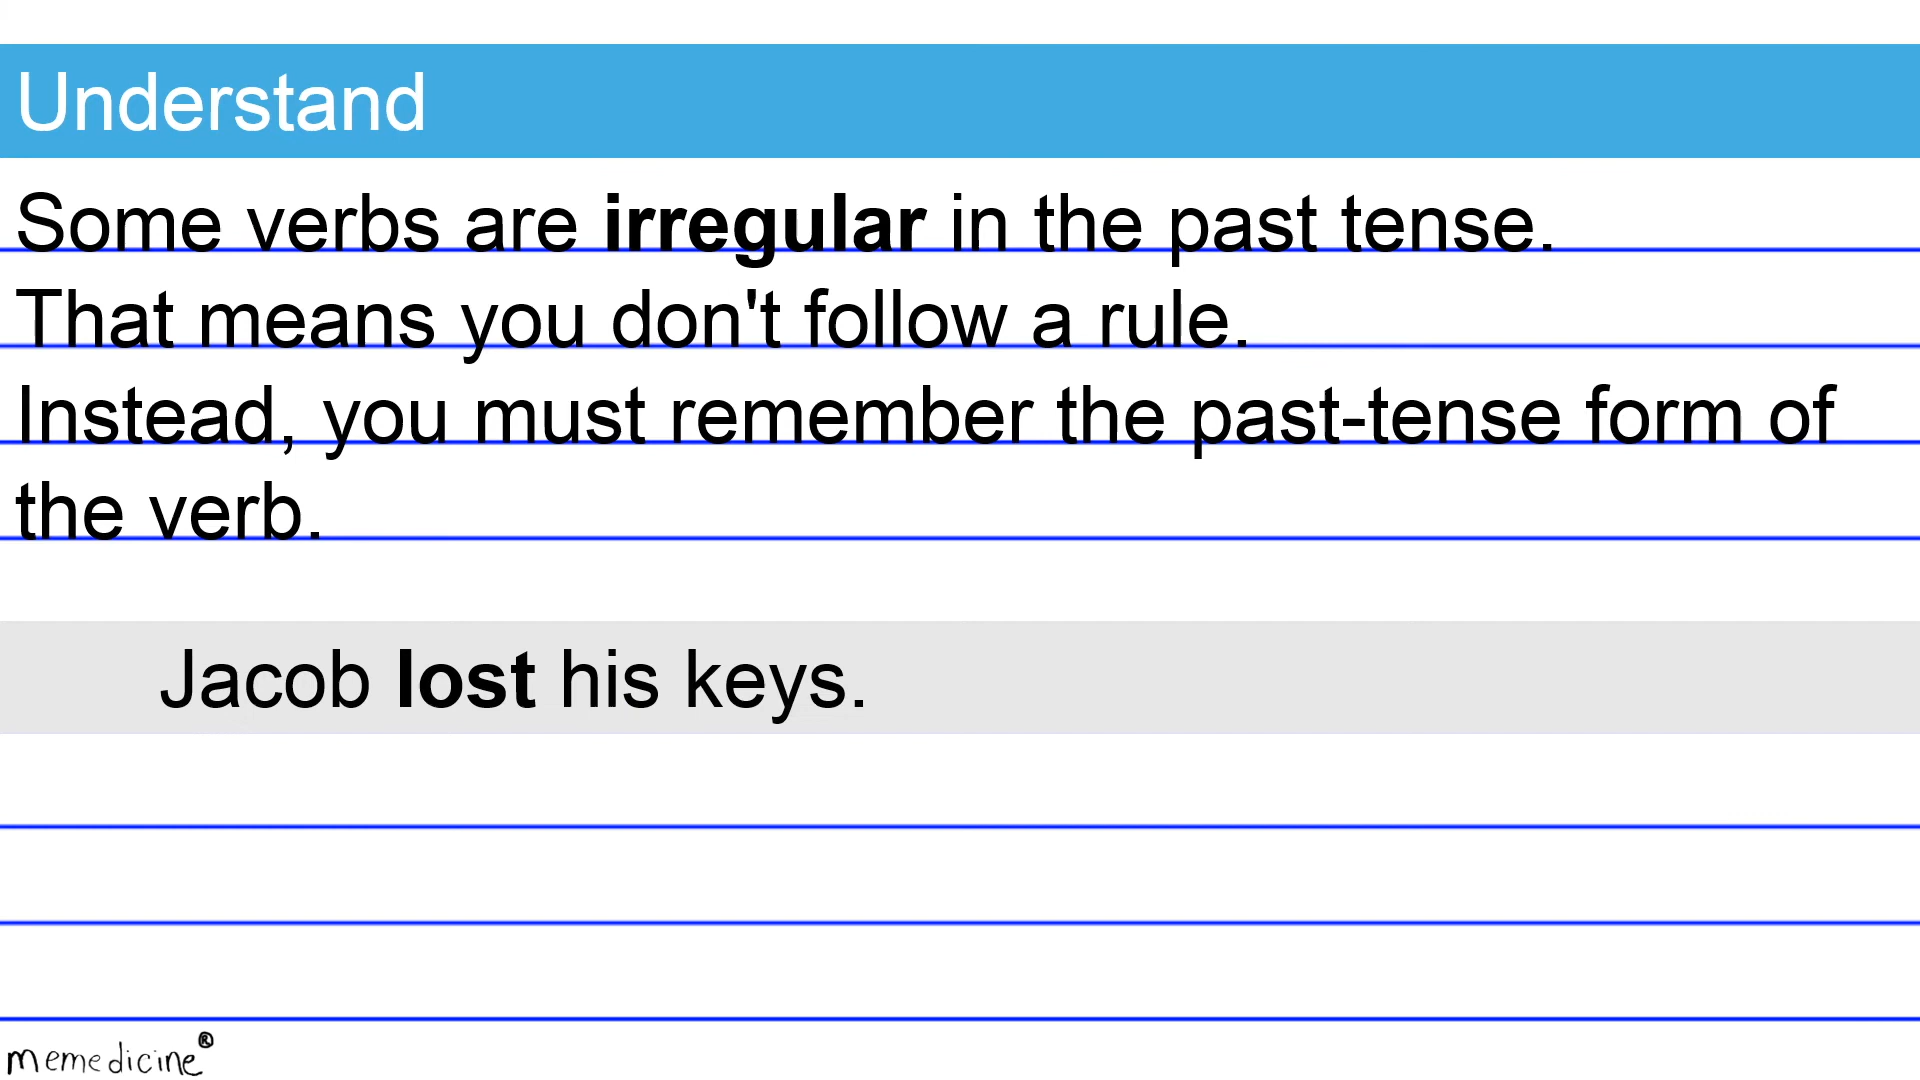 Understand
Some verbs are irregular in the past tense.
That means you don't follow a rule.
Instead, you must remember the past-tense form of
the verb.
Jacob lost his keys.
memedicine®